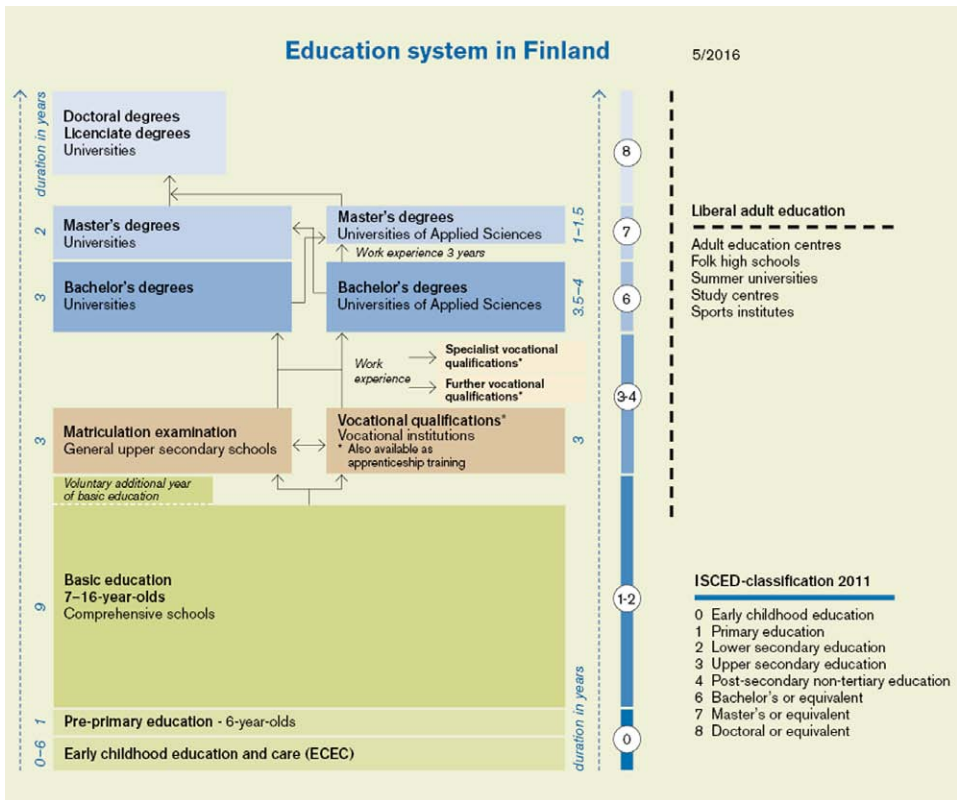 Education system in Finland
5/2016
duration in years
Doctoral degrees
Licenciate degrees
Universities
8
2
Master's degrees
Universities
Master's degrees
Universities of Applied Sciences
1–1.5
7
Work experience 3 years
3
Bachelor's degrees
Universities
Bachelor's degrees
Universities of Applied Sciences
3.5–4
6
Work
experience
Specialist vocational
qualifications*
Further vocational
qualifications*
3-4
3
Matriculation examination
General upper secondary schools
Vocational qualifications*
Vocational institutions
* Also available as
apprenticeship training
3
Voluntary additional year
of basic education
9
Basic education
7–16-year-olds
Comprehensive schools
1-2
duration in years
1
Pre-primary education - 6-year-olds
0–6
Early childhood education and care (ECEC)
0
Liberal adult education
Adult education centres
Folk high schools
Summer universities
Study centres
Sports institutes
ISCED-classification 2011
0 Early childhood education
1 Primary education
2 Lower secondary education
3 Upper secondary education
4 Post-secondary non-tertiary education
6 Bachelor's or equivalent
7 Master's or equivalent
8 Doctoral or equivalent